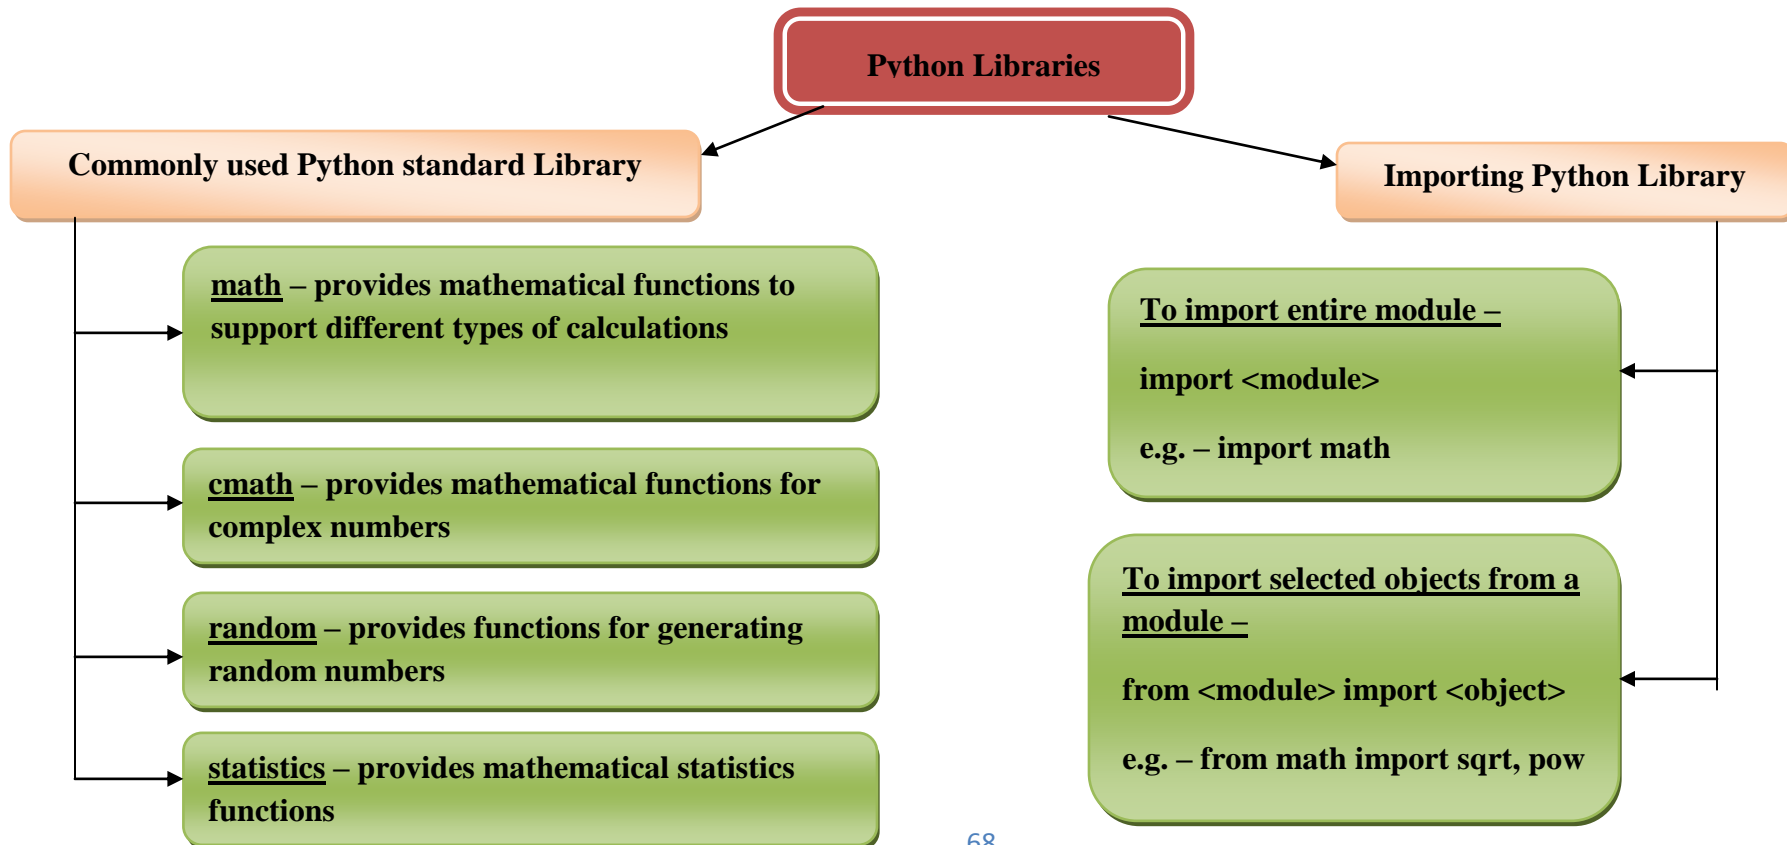 Python Libraries
Commonly used Python standard Library
Importing Python Library
math – provides mathematical functions to
support different types of calculations
cmath – provides mathematical functions for
complex numbers
random – provides functions for generating
random numbers
statistics – provides mathematical statistics
functions
To import entire module –
import <module>
e.g. – import math
To import selected objects from a
module –
from <module> import <object>
e.g. – from math import sqrt, pow
68